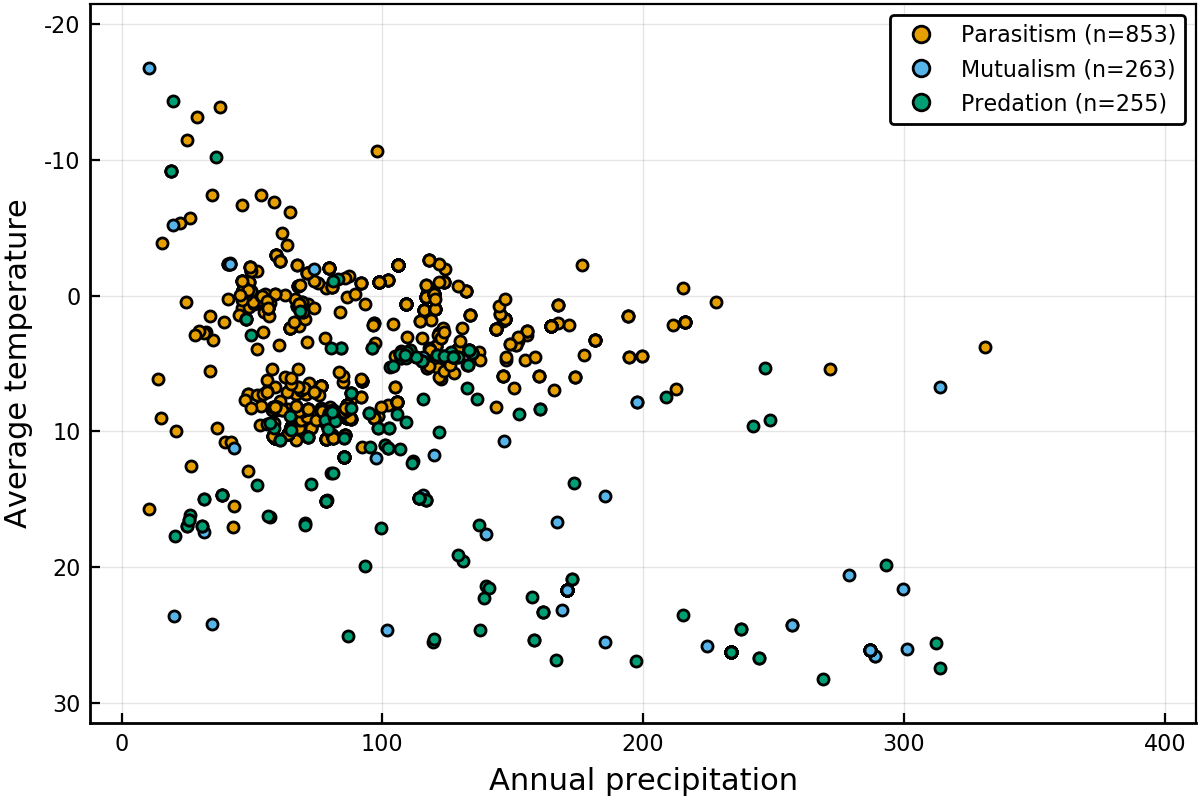 -20
-10
0
10
20
30
Average temperature
Parasitism (n=853)
Mutualism (n=263)
Predation (n=255)
0
100
200
300
400
Annual precipitation